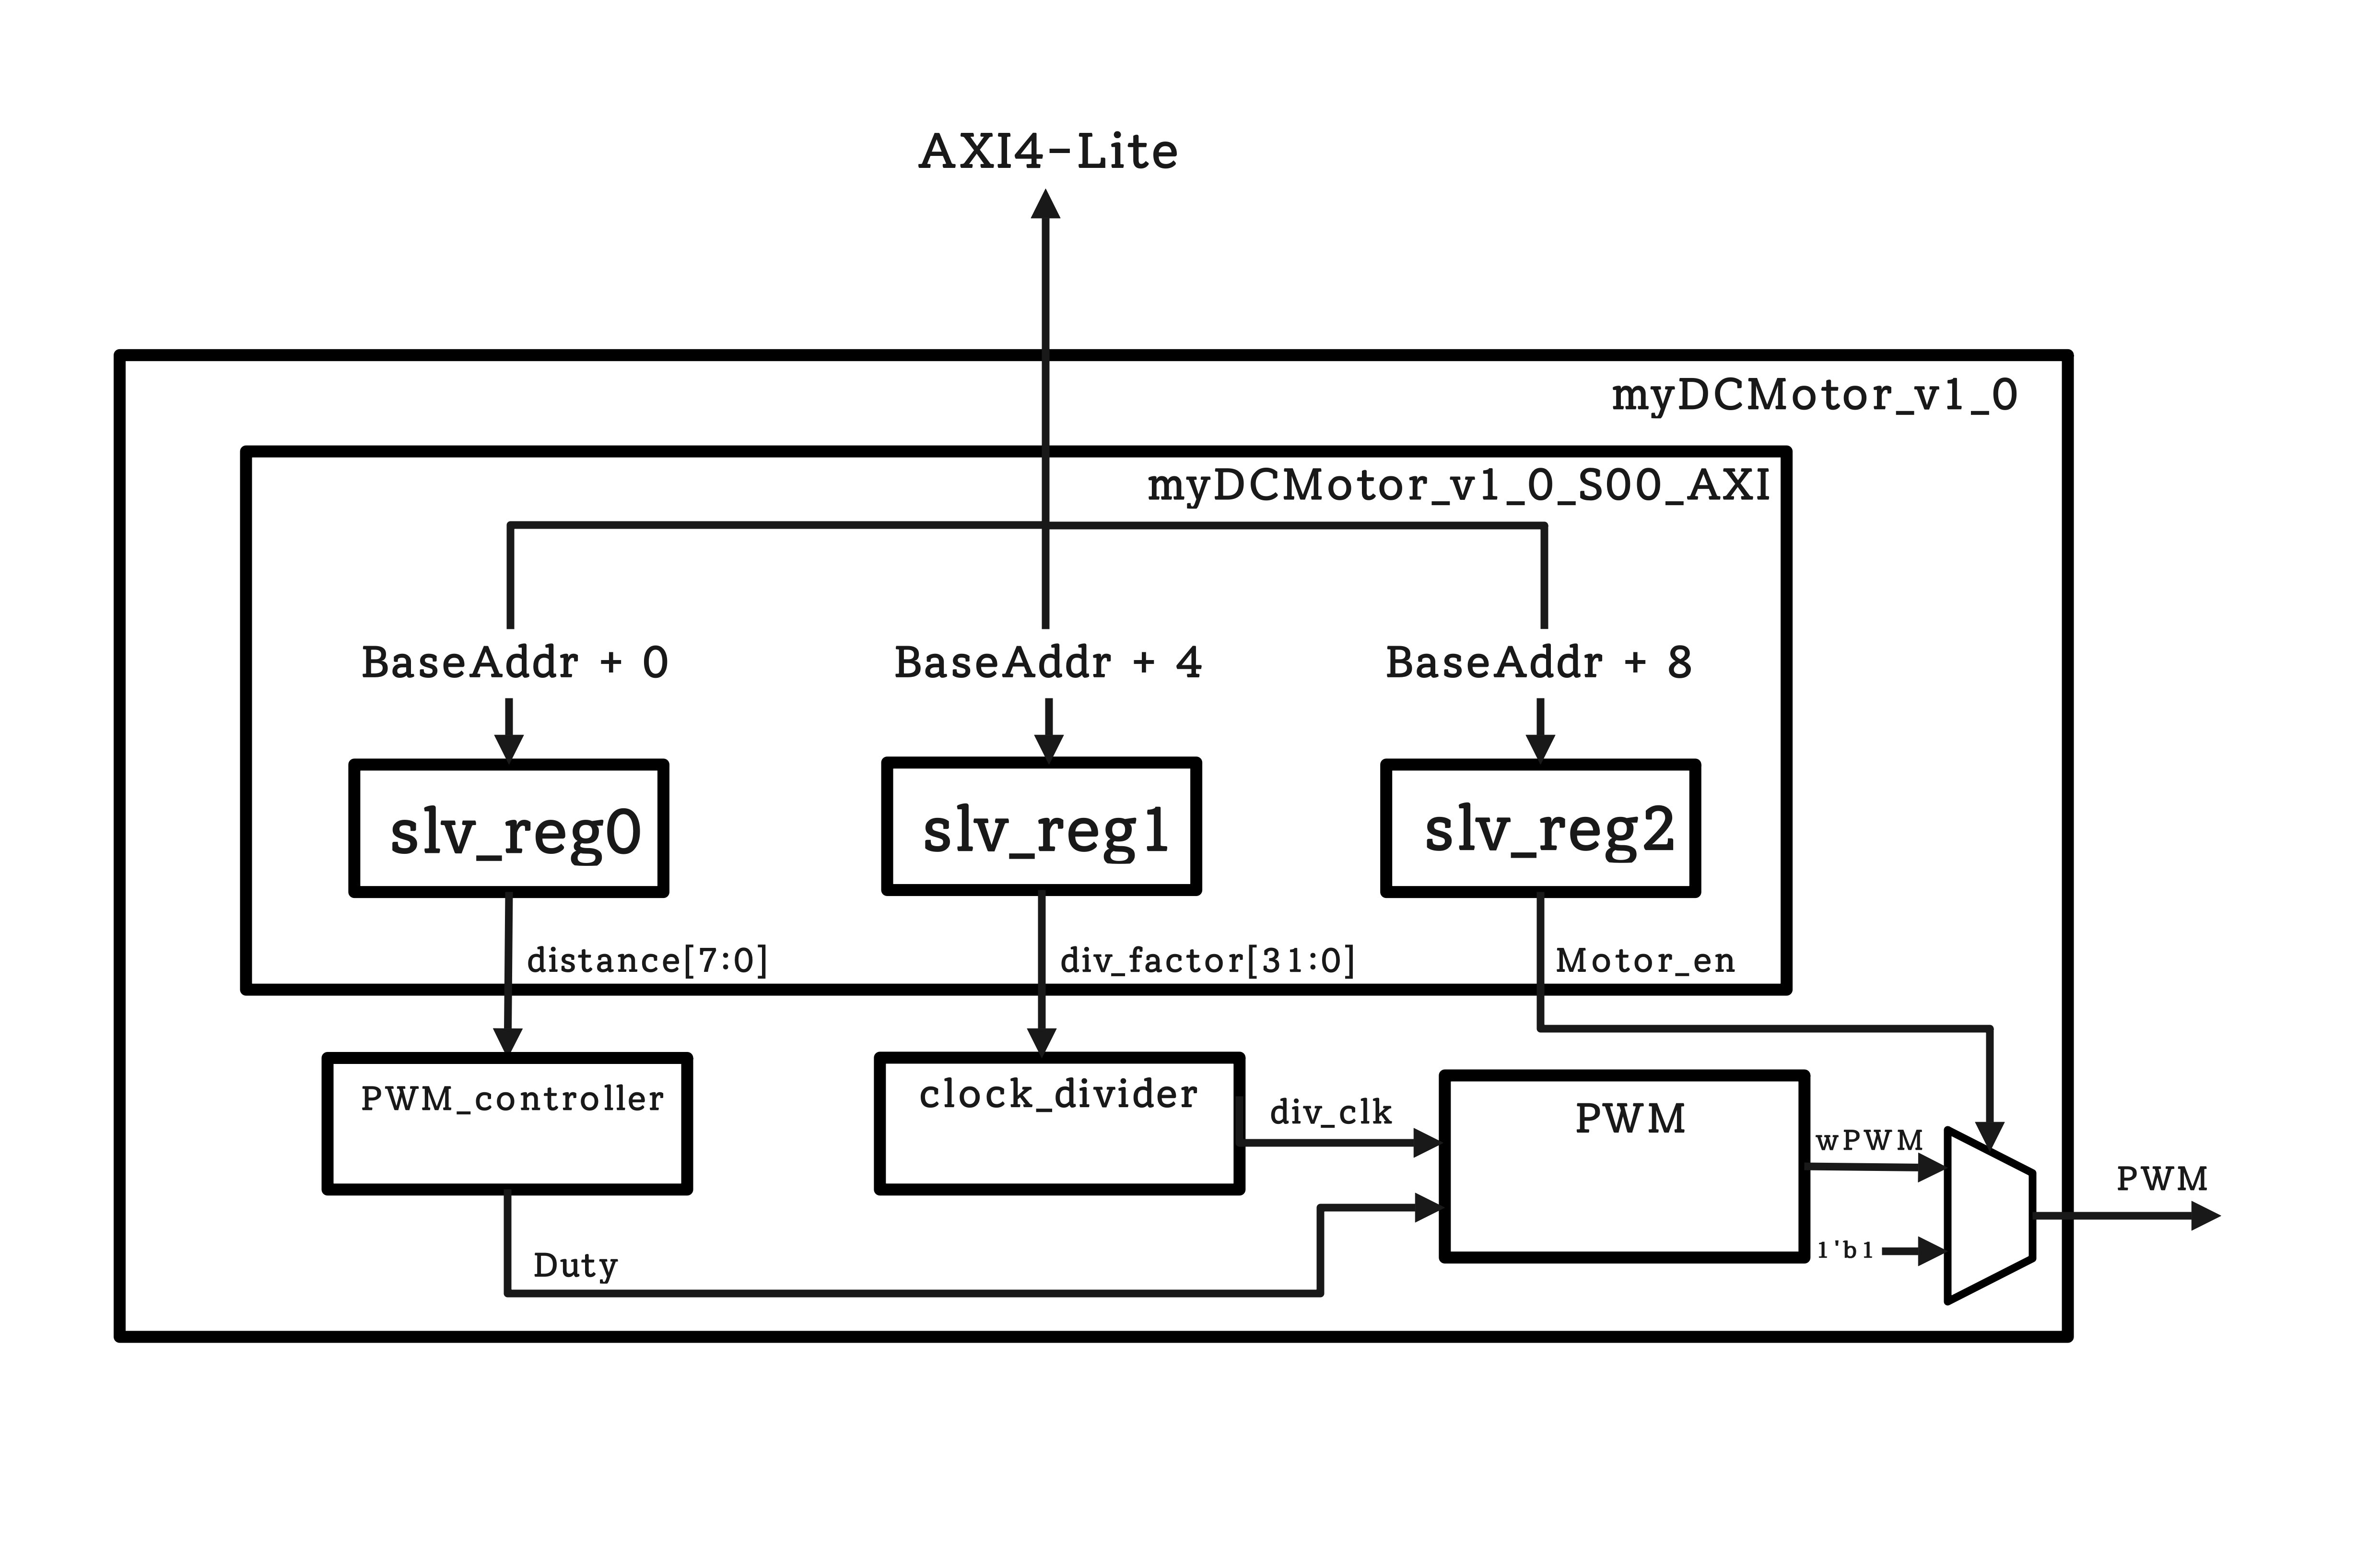 AXI4-Lite
myDCMotor_v1_0
myDCMotor_v1_0_S00_AXI
BaseAddr + 0
BaseAddr + 4
BaseAddr + 8
slv_reg0
slv_reg1
slv_reg2
distance[7:0]
div_factor[31:0]
Motor_en
PWM_controller
clock_divider
div_clk
PWM
wPWM
PWM
1'b1
Duty